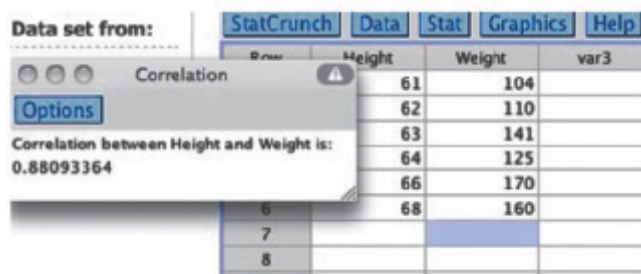 Data set from:
StatCrunch Data Stat Graphics Help
Row Height Weight var3
Correlation
Options
Correlation between Height and Weight is:
0.88093364
61 104
62 110
63 141
64 125
66 170
6 68 160
7
8